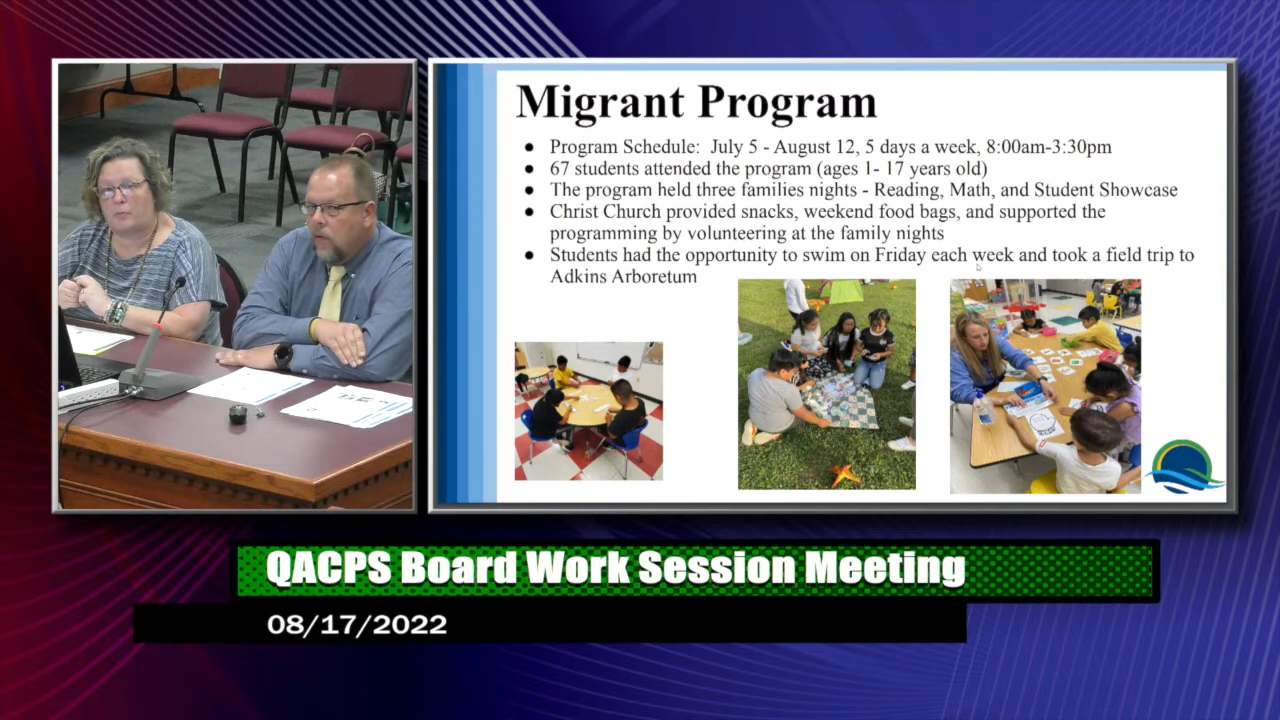 Migrant Program
● Program Schedule: July 5 - August 12, 5 days a week, 8:00am-3:30pm
● 67 students attended the program (ages 1- 17 years old)
● The program held three families nights - Reading, Math, and Student Showcase
● Christ Church provided snacks, weekend food bags, and supported the
programming by volunteering at the family nights
● Students had the opportunity to swim on Friday each week and took a field trip to
Adkins Arboretum
QACPS Board Work Session Meeting
08/17/2022